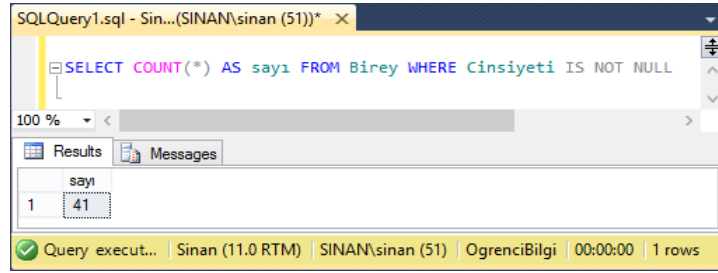 SQLQuery1.sql - Sin...(SINAN\sinan (51))*
SELECT COUNT(*) AS sayı FROM Birey WHERE Cinsiyeti IS NOT NULL
100 %
Results Messages
sayı
1 41
Query execut... Sinan (11.0 RTM) SINAN\sinan (51) OgrenciBilgi 00:00:00 1 rows